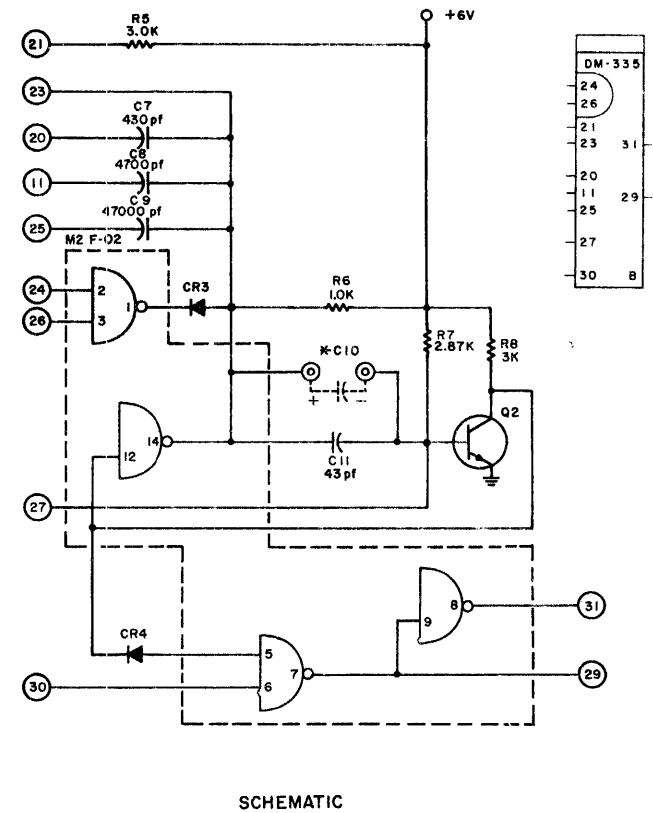 R5
3.0K
+6V
21
23
C7
430pf
20
C8
4700pf
11
C9
47000 pf
25
M2 F-02
24
2
26
3
1
CR3
R6
1.0K
R7
2.87K
R8
3K
*C10
+ −
Q2
14
12
C11
43pf
27
CR4
5
30
6
7
9
8
31
29
DM-335
24
26
21
23
31
20
11
29
25
27
30
B
SCHEMATIC